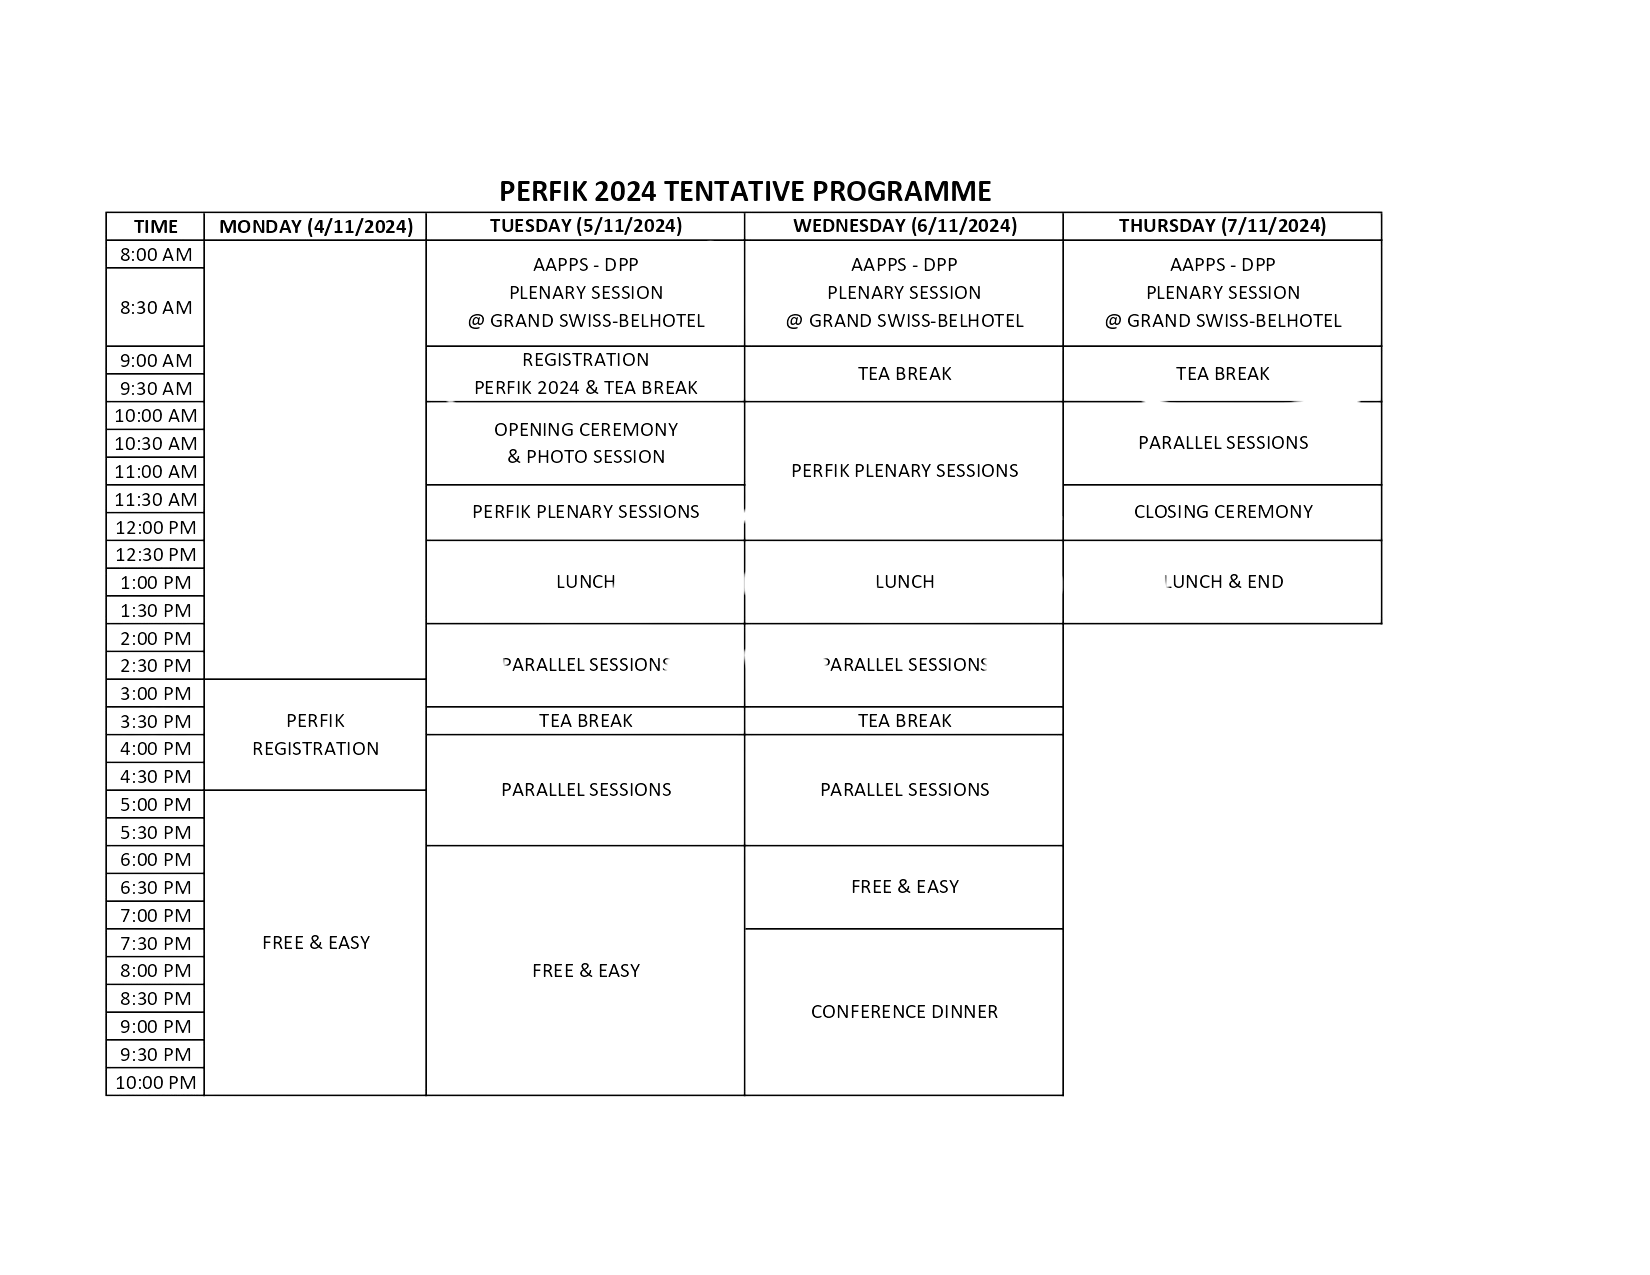 PERFIK 2024 TENTATIVE PROGRAMME
TIME MONDAY (4/11/2024) TUESDAY (5/11/2024) WEDNESDAY (6/11/2024) THURSDAY (7/11/2024)
8:00 AM
8:30 AM
9:00 AM
9:30 AM
10:00 AM
10:30 AM
11:00 AM
11:30 AM
12:00 PM
12:30 PM
1:00 PM
1:30 PM
2:00 PM
2:30 PM
3:00 PM
3:30 PM
4:00 PM
4:30 PM
5:00 PM
5:30 PM
6:00 PM
6:30 PM
7:00 PM
7:30 PM
8:00 PM
8:30 PM
9:00 PM
9:30 PM
10:00 PM
PERFIK
REGISTRATION
FREE & EASY
AAPPS - DPP
PLENARY SESSION
@ GRAND SWISS-BELHOTEL
REGISTRATION
PERFIK 2024 & TEA BREAK
OPENING CEREMONY
& PHOTO SESSION
PERFIK PLENARY SESSIONS
LUNCH
PARALLEL SESSIONS
TEA BREAK
PARALLEL SESSIONS
FREE & EASY
AAPPS - DPP
PLENARY SESSION
@ GRAND SWISS-BELHOTEL
TEA BREAK
PERFIK PLENARY SESSIONS
LUNCH
PARALLEL SESSIONS
TEA BREAK
PARALLEL SESSIONS
FREE & EASY
CONFERENCE DINNER
AAPPS - DPP
PLENARY SESSION
@ GRAND SWISS-BELHOTEL
TEA BREAK
PARALLEL SESSIONS
CLOSING CEREMONY
LUNCH & END